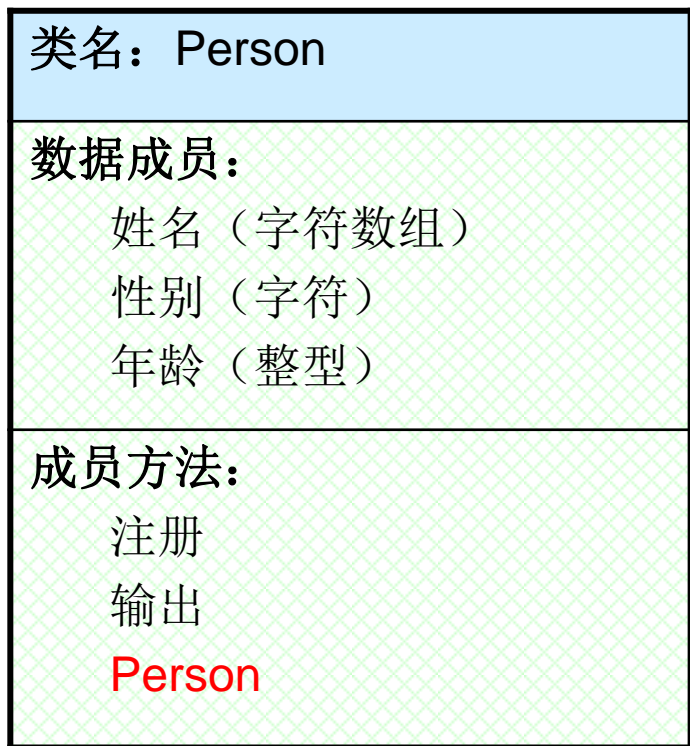 类名：Person
数据成员：
姓名（字符数组）
性别（字符）
年龄（整型）
成员方法：
注册
输出
Person